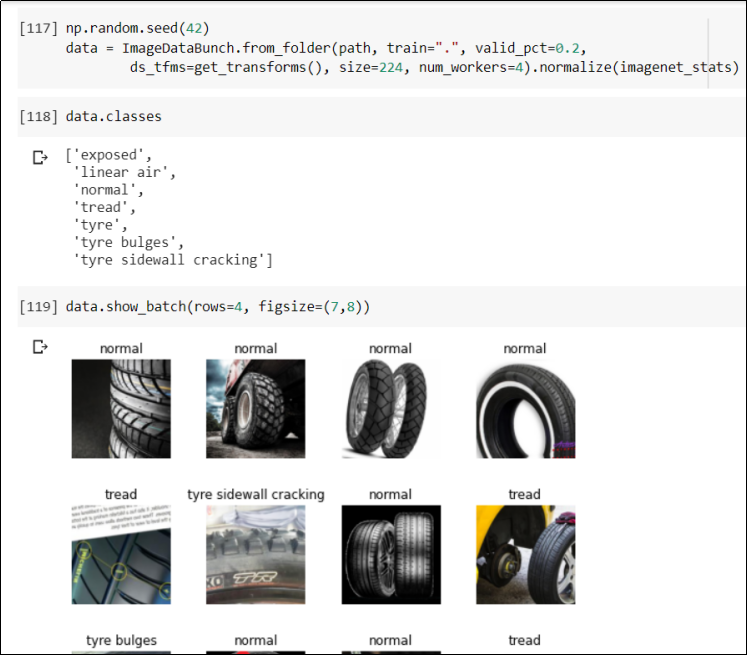 [117] np.random.seed(42)
data = ImageDataBunch.from_folder(path, train=".", valid_pct=0.2,
ds_tfms=get_transforms(), size=224, num_workers=4).normalize(imagenet_stats)
[118] data.classes
['exposed',
'linear air',
'normal',
'tread',
'tyre',
'tyre bulges',
'tyre sidewall cracking']
[119] data.show_batch(rows=4, figsize=(7,8))
normal normal normal normal
tread tyre sidewall cracking normal tread
TR
tyre bulges normal normal tread